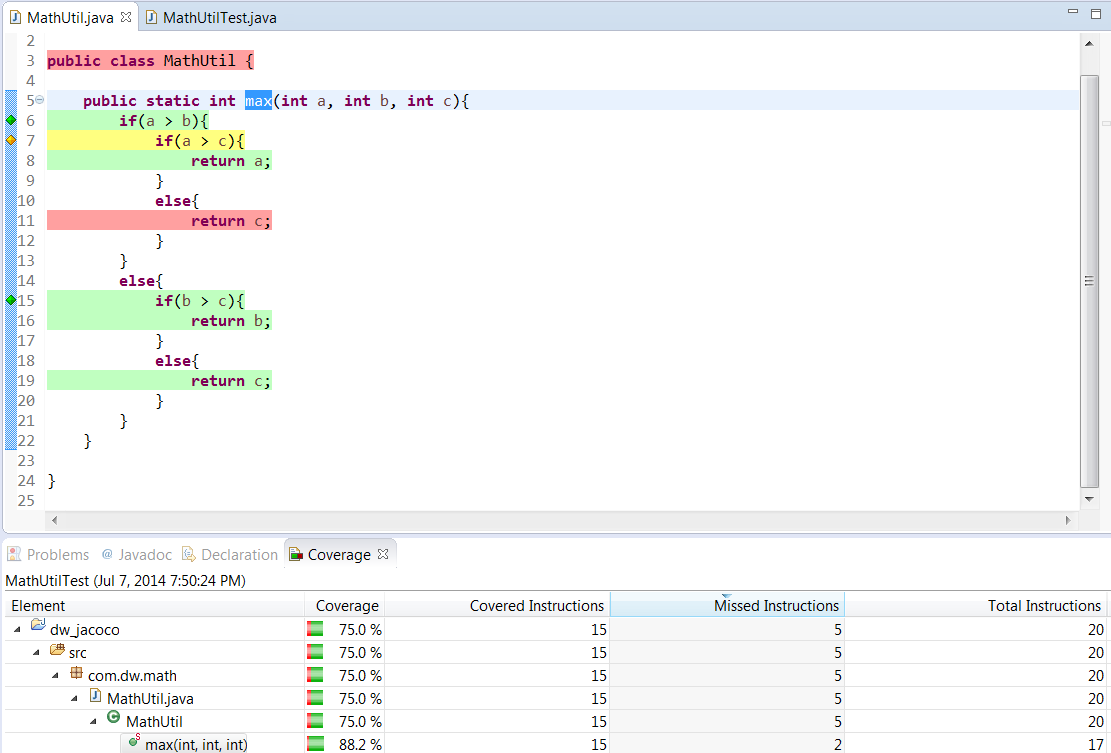 MathUtil.java MathUtilTest.java
2
3 public class MathUtil {
4
5 public static int max(int a, int b, int c){
6 if(a > b){
7 if(a > c){
8 return a;
9 }
10 else{
11 return c;
12 }
13 }
14 else{
15 if(b > c){
16 return b;
17 }
18 else{
19 return c;
20 }
21 }
22 }
23
24 }
25
Problems @ Javadoc Declaration Coverage
MathUtilTest (Jul 7, 2014 7:50:24 PM)
Element Coverage Covered Instructions Missed Instructions Total Instructions
dw_jacoco 75.0 % 15 5 20
src 75.0 % 15 5 20
com.dw.math 75.0 % 15 5 20
MathUtil.java 75.0 % 15 5 20
MathUtil 75.0 % 15 5 20
max(int, int, int) 88.2 % 15 2 17